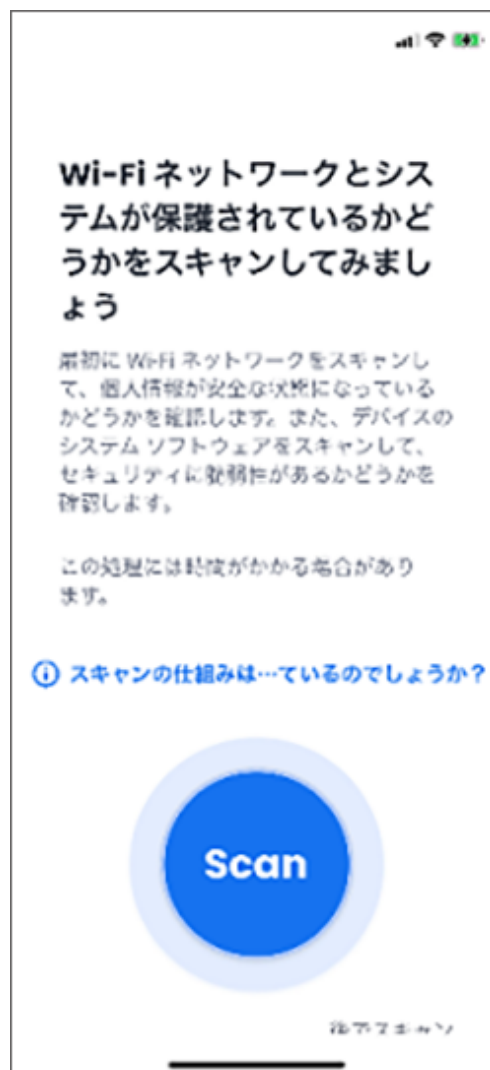 Wi-Fi ネットワークとシス
テムが保護されているかど
うかをスキャンしてみまし
ょう
最初に Wi-Fi ネットワークをスキャンし
て、個人情報が安全な状態になっている
かどうかを確認します。また、デバイスの
システム ソフトウェアをスキャンして、
セキュリティに脆弱性があるかどうかを
確認します。
この処理には時間がかかる場合があり
ます。
スキャンの仕組みは…ているのでしょうか？
Scan
後でスキャン